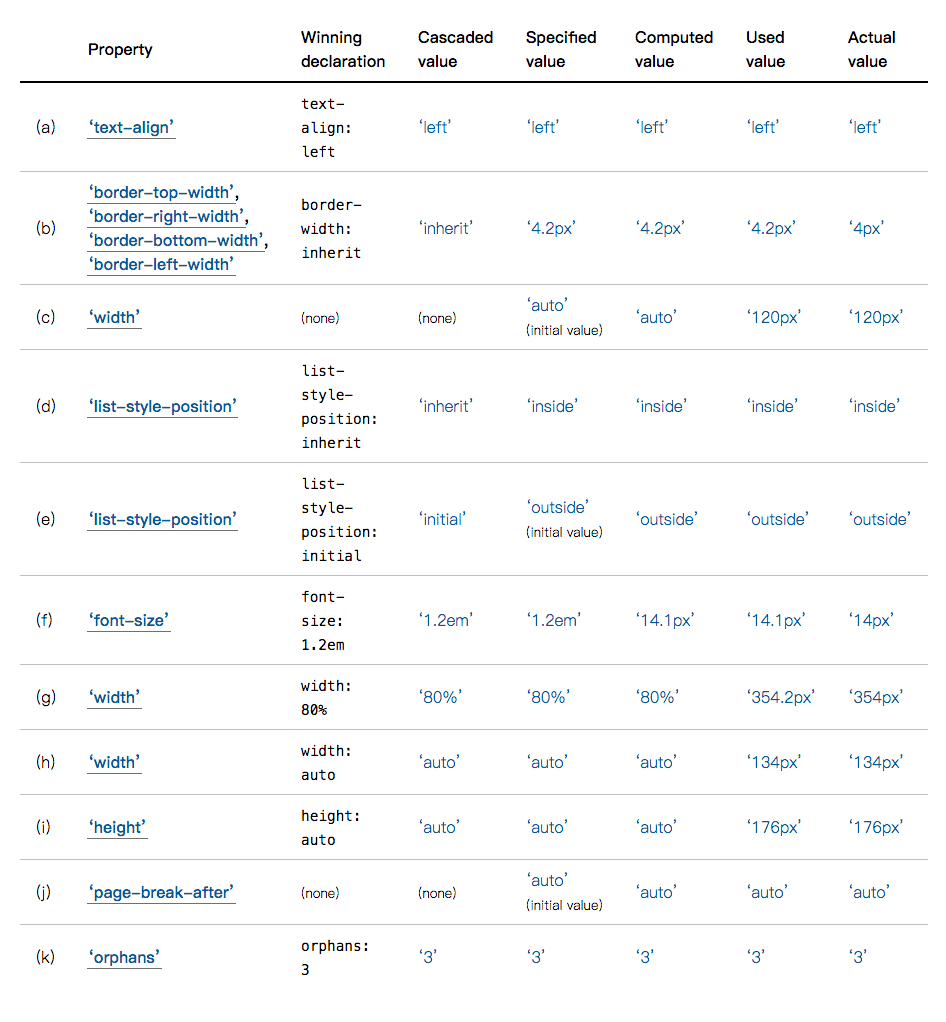 Property Winning declaration Cascaded value Specified value Computed value Used value Actual value
(a) ‘text-align’ text-align: left ‘left’ ‘left’ ‘left’ ‘left’ ‘left’
(b) ‘border-top-width’, ‘border-right-width’, ‘border-bottom-width’, ‘border-left-width’ border-width: inherit ‘inherit’ ‘4.2px’ ‘4.2px’ ‘4.2px’ ‘4px’
(c) ‘width’ (none) (none) ‘auto’ (initial value) ‘auto’ ‘120px’ ‘120px’
(d) ‘list-style-position’ list-style-position: inherit ‘inherit’ ‘inside’ ‘inside’ ‘inside’ ‘inside’
(e) ‘list-style-position’ list-style-position: initial ‘initial’ ‘outside’ (initial value) ‘outside’ ‘outside’ ‘outside’
(f) ‘font-size’ font-size: 1.2em ‘1.2em’ ‘1.2em’ ‘14.1px’ ‘14.1px’ ‘14px’
(g) ‘width’ width: 80% ‘80%’ ‘80%’ ‘80%’ ‘354.2px’ ‘354px’
(h) ‘width’ width: auto ‘auto’ ‘auto’ ‘auto’ ‘134px’ ‘134px’
(i) ‘height’ height: auto ‘auto’ ‘auto’ ‘auto’ ‘176px’ ‘176px’
(j) ‘page-break-after’ (none) (none) ‘auto’ (initial value) ‘auto’ ‘auto’ ‘auto’
(k) ‘orphans’ orphans: 3 ‘3’ ‘3’ ‘3’ ‘3’ ‘3’